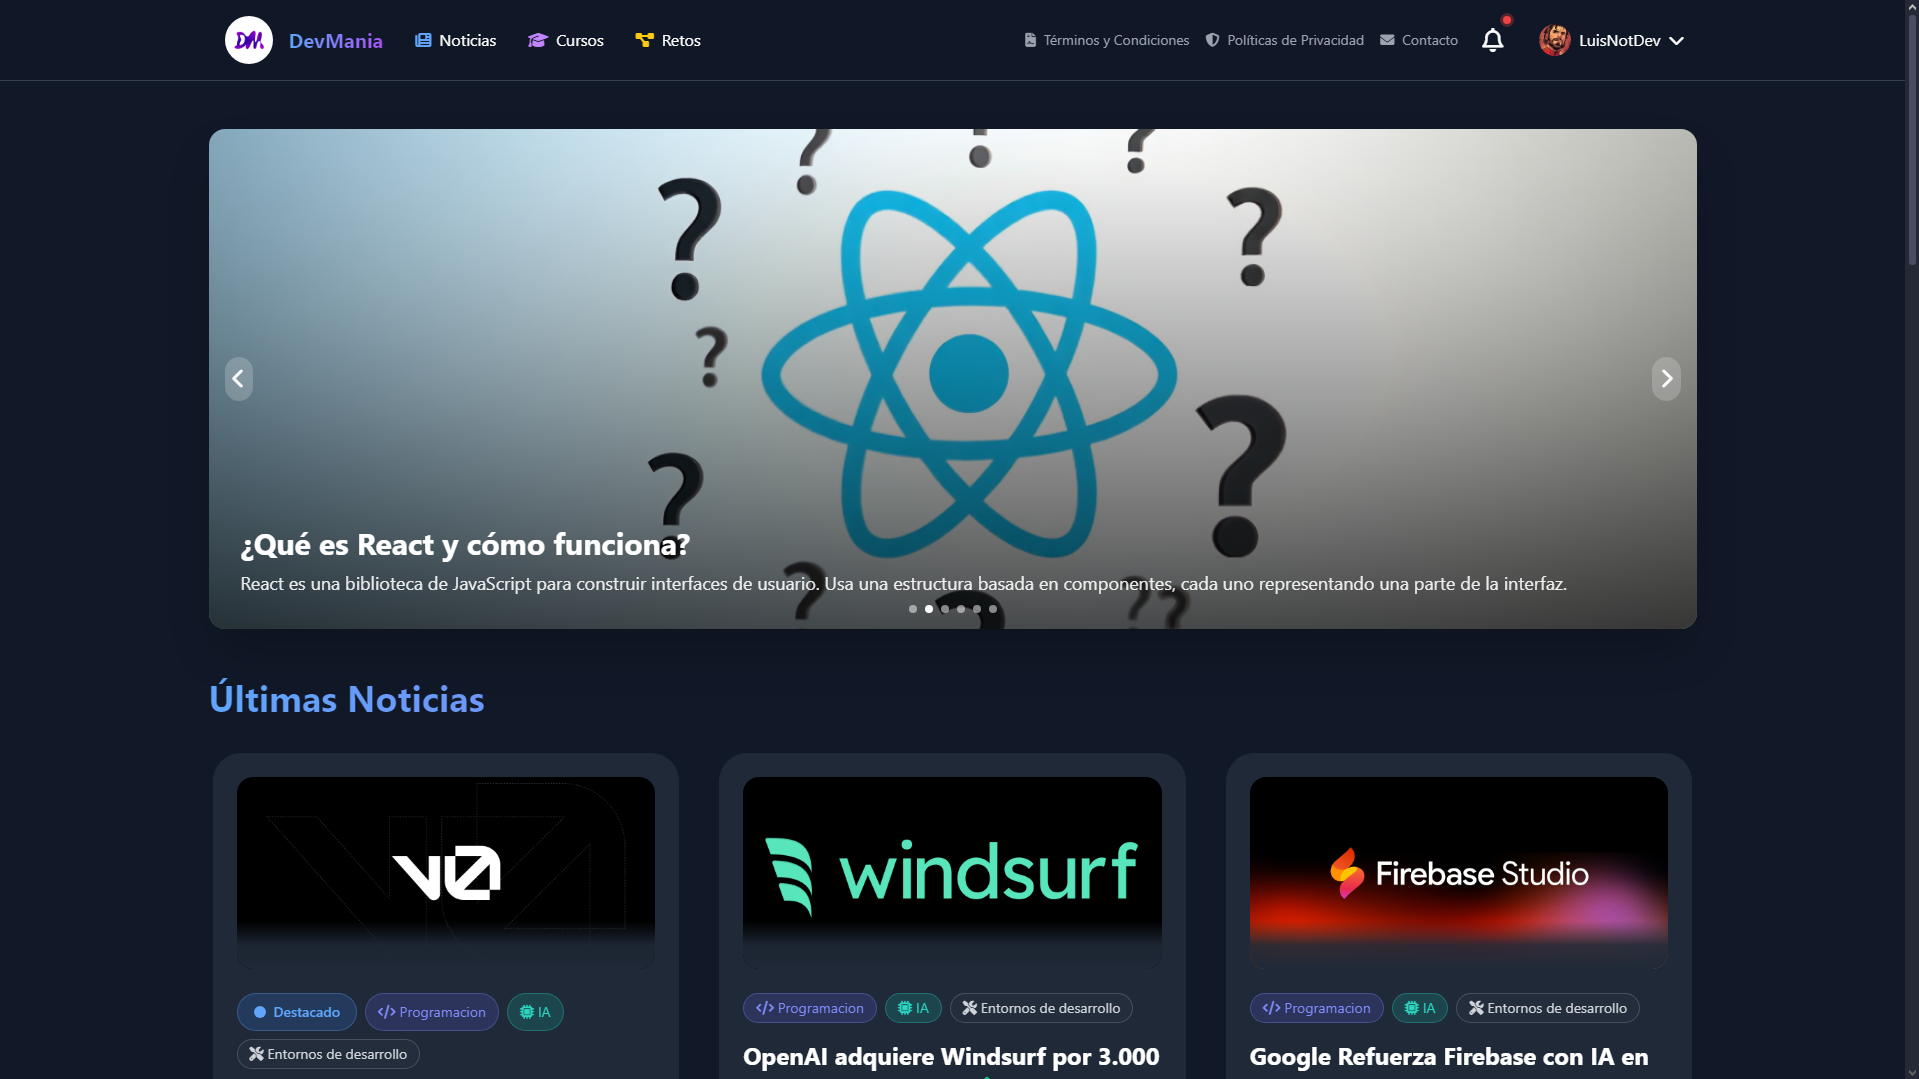 DM DevMania Noticias Cursos Retos Términos y Condiciones Políticas de Privacidad Contacto LuisNotDev
¿Qué es React y cómo funciona?
React es una biblioteca de JavaScript para construir interfaces de usuario. Usa una estructura basada en componentes, cada uno representando una parte de la interfaz.
Últimas Noticias
v0
Destacado Programacion IA
Entornos de desarrollo
windsurf
Programacion IA Entornos de desarrollo
OpenAI adquiere Windsurf por 3.000
Firebase Studio
Programacion IA Entornos de desarrollo
Google Refuerza Firebase con IA en